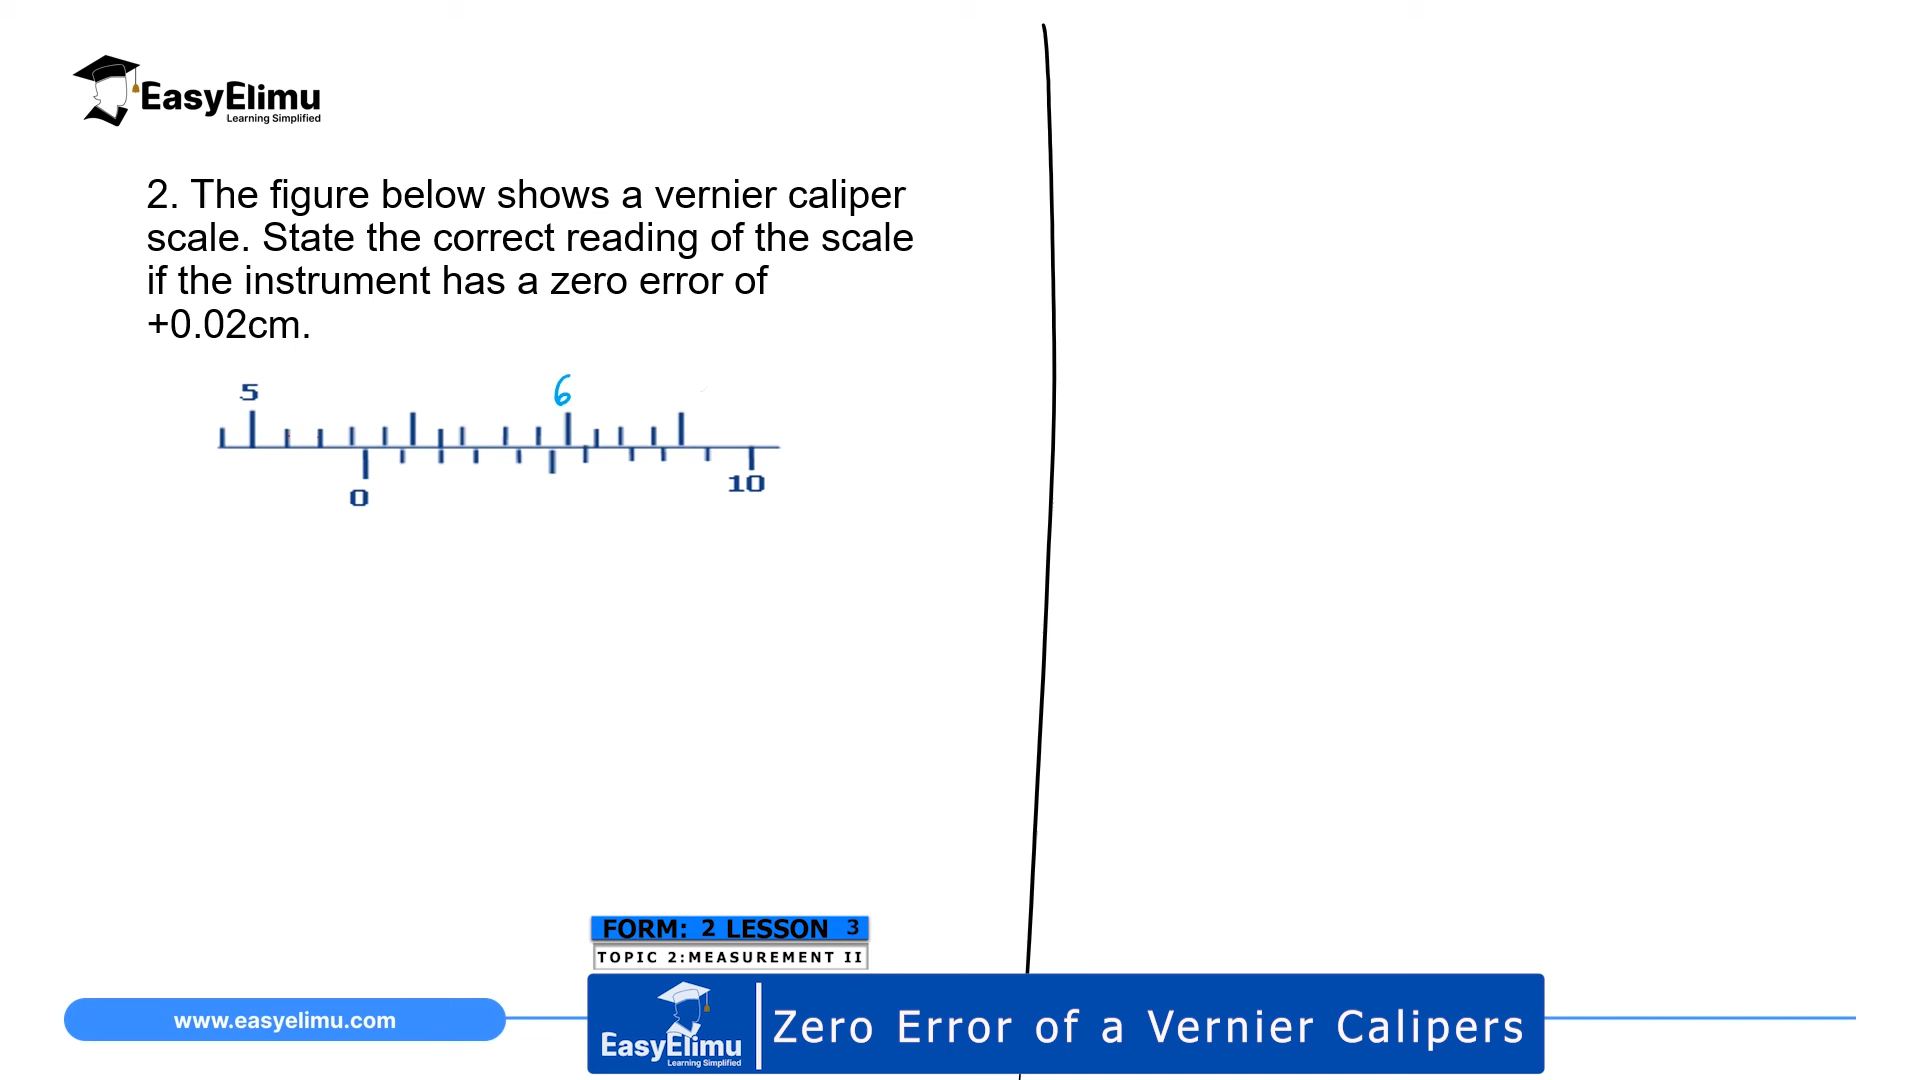 EasyElimu
Learning Simplified
2. The figure below shows a vernier caliper
scale. State the correct reading of the scale
if the instrument has a zero error of
+0.02cm.
5
6
0
10
FORM: 2 LESSON 3
TOPIC 2:MEASUREMENT II
www.easyelimu.com
EasyElimu
Learning Simplified
Zero Error of a Vernier Calipers